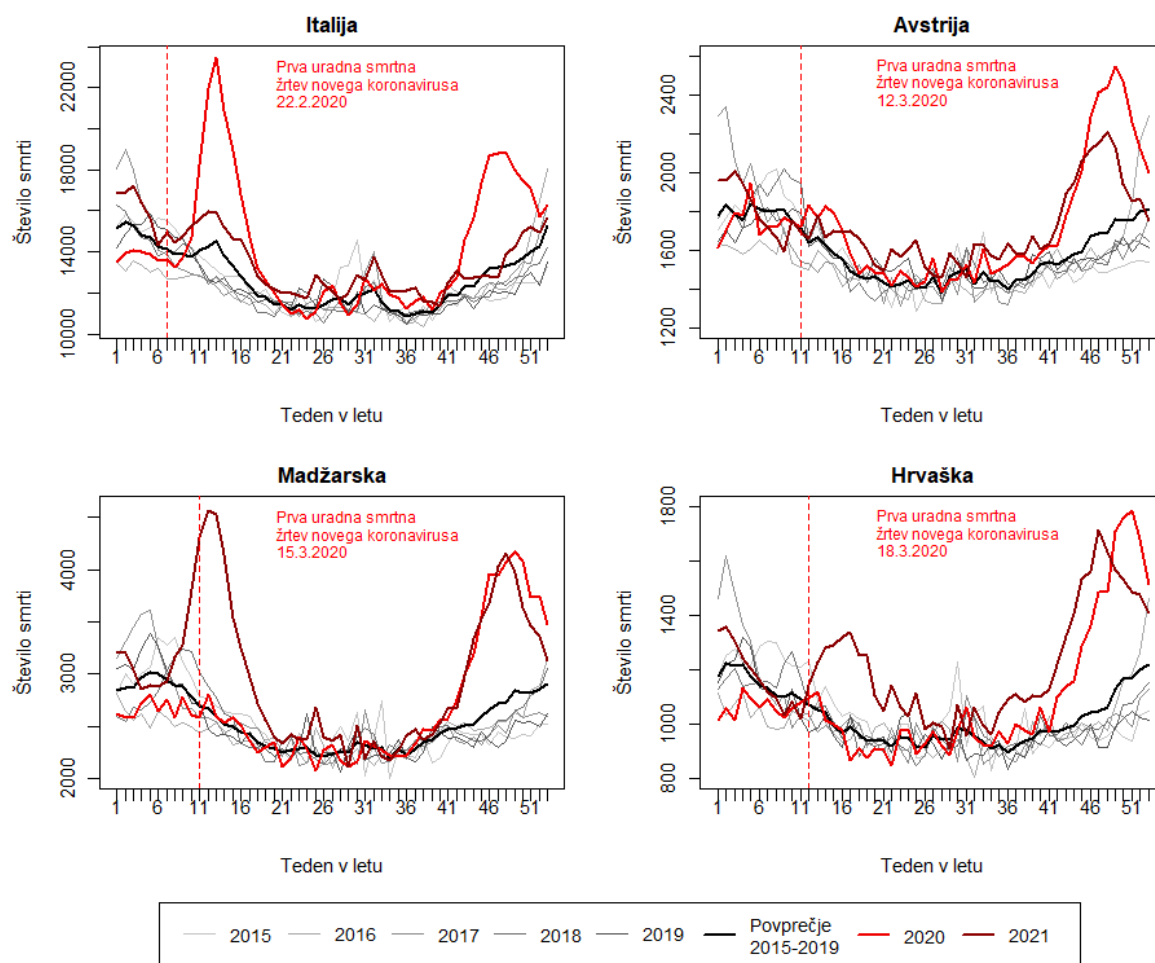 Italija
Prva uradna smrtna
žrtev novega koronavirusa
22.2.2020
Število smrti
10000 14000 18000 22000
1 6 11 16 21 26 31 36 41 46 51
Teden v letu
Avstrija
Prva uradna smrtna
žrtev novega koronavirusa
12.3.2020
Število smrti
1200 1600 2000 2400
1 6 11 16 21 26 31 36 41 46 51
Teden v letu
Madžarska
Prva uradna smrtna
žrtev novega koronavirusa
15.3.2020
Število smrti
2000 3000 4000
1 6 11 16 21 26 31 36 41 46 51
Teden v letu
Hrvaška
Prva uradna smrtna
žrtev novega koronavirusa
18.3.2020
Število smrti
800 1000 1400 1800
1 6 11 16 21 26 31 36 41 46 51
Teden v letu
2015 2016 2017 2018 2019 Povprečje
2015-2019 2020 2021